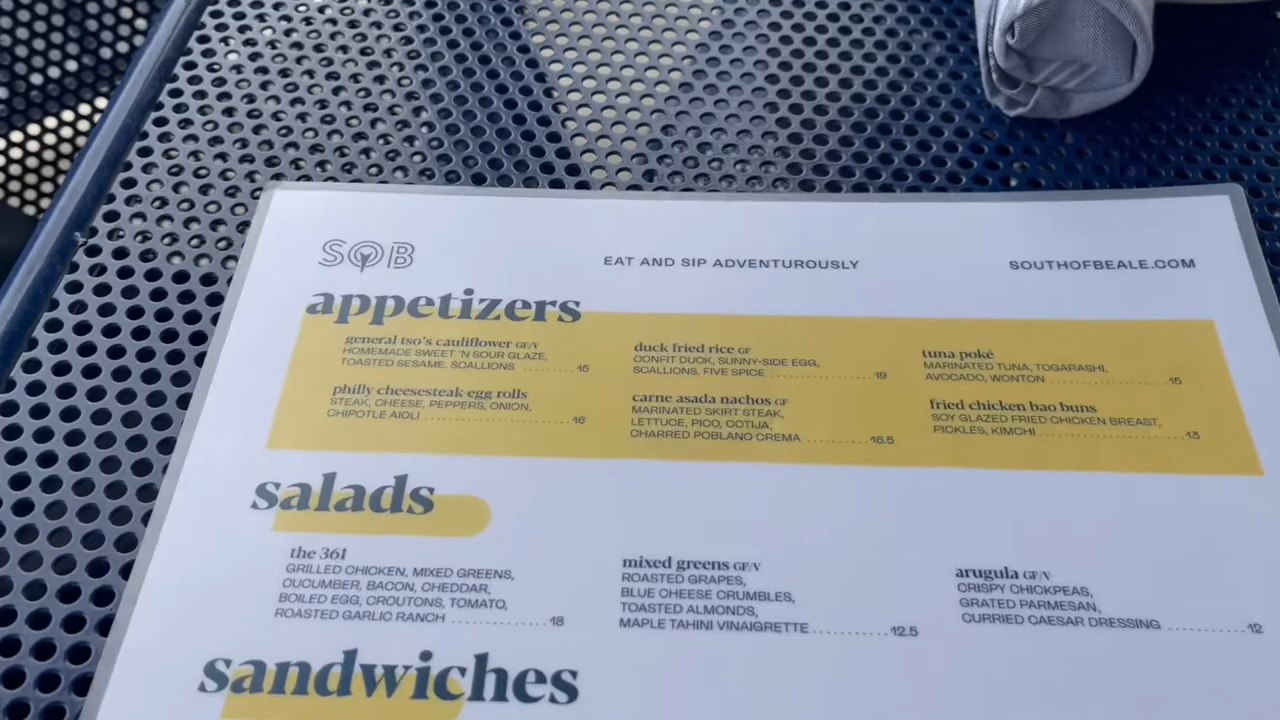 SOB
EAT AND SIP ADVENTUROUSLY
SOUTHOFBEALE.COM
appetizers
general tso's cauliflower GF/V
HOMEMADE SWEET 'N SOUR GLAZE,
TOASTED SESAME, SCALLIONS ........ 15
philly cheesesteak egg rolls
STEAK, CHEESE, PEPPERS, ONION,
CHIPOTLE AIOLI ........ 16
duck fried rice GF
CONFIT DUCK, SUNNY-SIDE EGG,
SCALLIONS, FIVE SPICE ........ 19
carne asada nachos GF
MARINATED SKIRT STEAK,
LETTUCE, PICO, COTIJA,
CHARRED POBLANO CREMA ........ 16.5
tuna poké
MARINATED TUNA, TOGARASHI,
AVOCADO, WONTON ........ 15
fried chicken bao buns
SOY GLAZED FRIED CHICKEN BREAST,
PICKLES, KIMCHI ........ 13
salads
the 361
GRILLED CHICKEN, MIXED GREENS,
CUCUMBER, BACON, CHEDDAR,
BOILED EGG, CROUTONS, TOMATO,
ROASTED GARLIC RANCH ........ 18
mixed greens GF/V
ROASTED GRAPES,
BLUE CHEESE CRUMBLES,
TOASTED ALMONDS,
MAPLE TAHINI VINAIGRETTE ........ 12.5
arugula GF/V
CRISPY CHICKPEAS,
GRATED PARMESAN,
CURRIED CAESAR DRESSING ........ 12
sandwiches